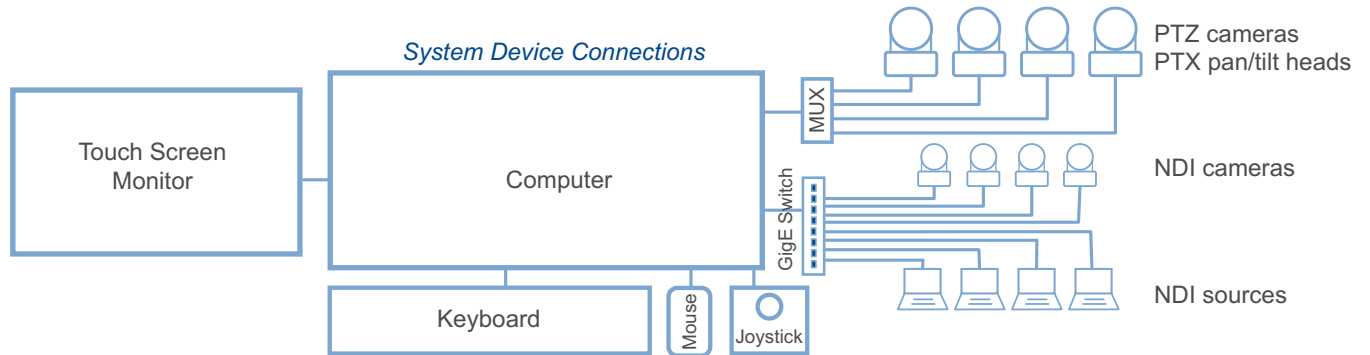 System Device Connections
PTZ cameras
PTX pan/tilt heads
MUX
Touch Screen
Monitor
Computer
NDI cameras
GigE Switch
NDI sources
Keyboard
Mouse
Joystick